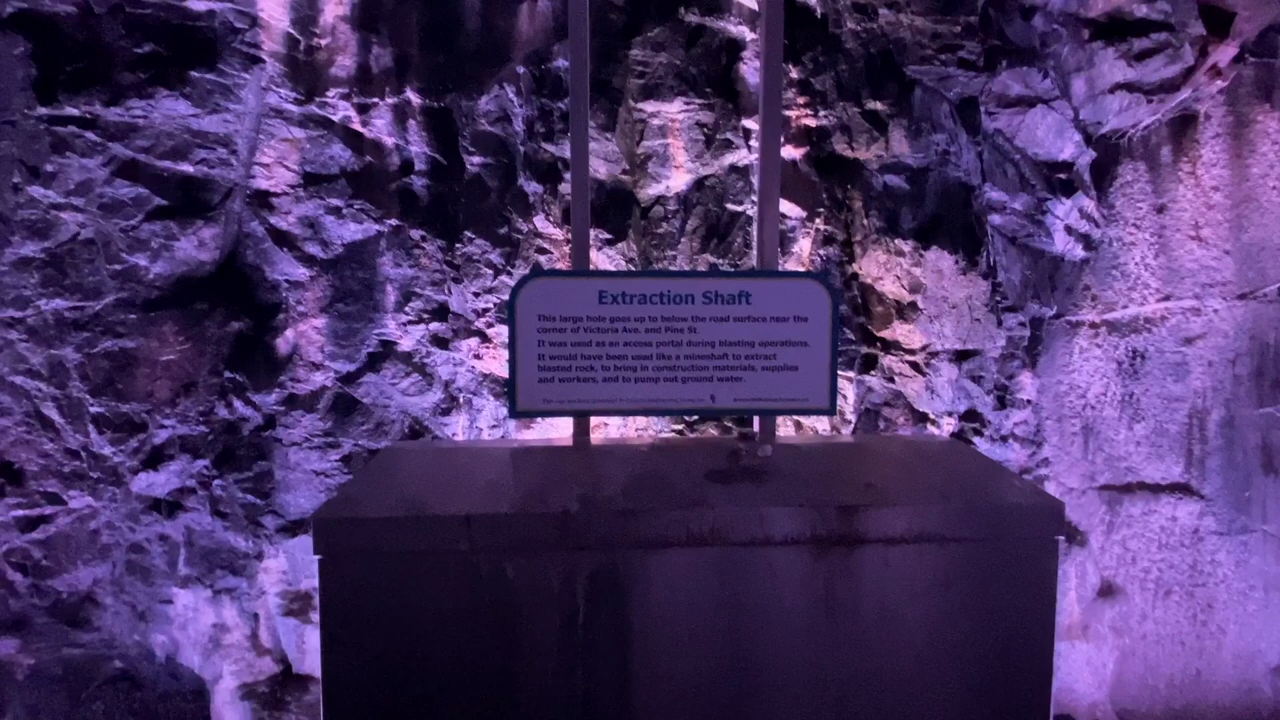 Extraction Shaft
This large hole goes up to below the road surface near the
corner of Victoria Ave. and Pine St.
It was used as an access portal during blasting operations.
It would have been used like a mineshaft to extract
blasted rock, to bring in construction materials, supplies
and workers, and to pump out ground water.